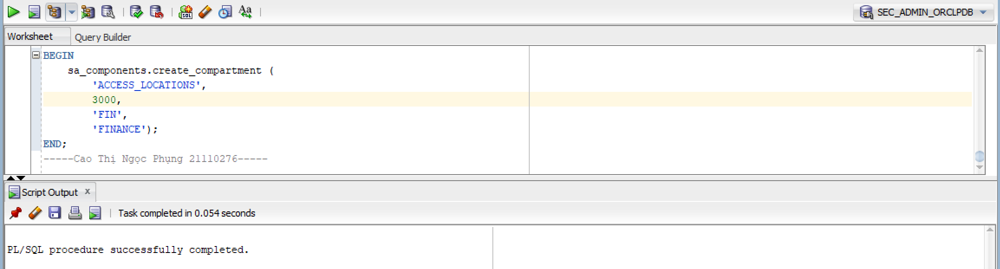 SEC_ADMIN_ORCLPDB
Worksheet Query Builder
BEGIN
sa_components.create_compartment (
'ACCESS_LOCATIONS',
3000,
'FIN',
'FINANCE');
END;
-----Cao Thị Ngọc Phụng 21110276-----
Script Output x
Task completed in 0.054 seconds
PL/SQL procedure successfully completed.